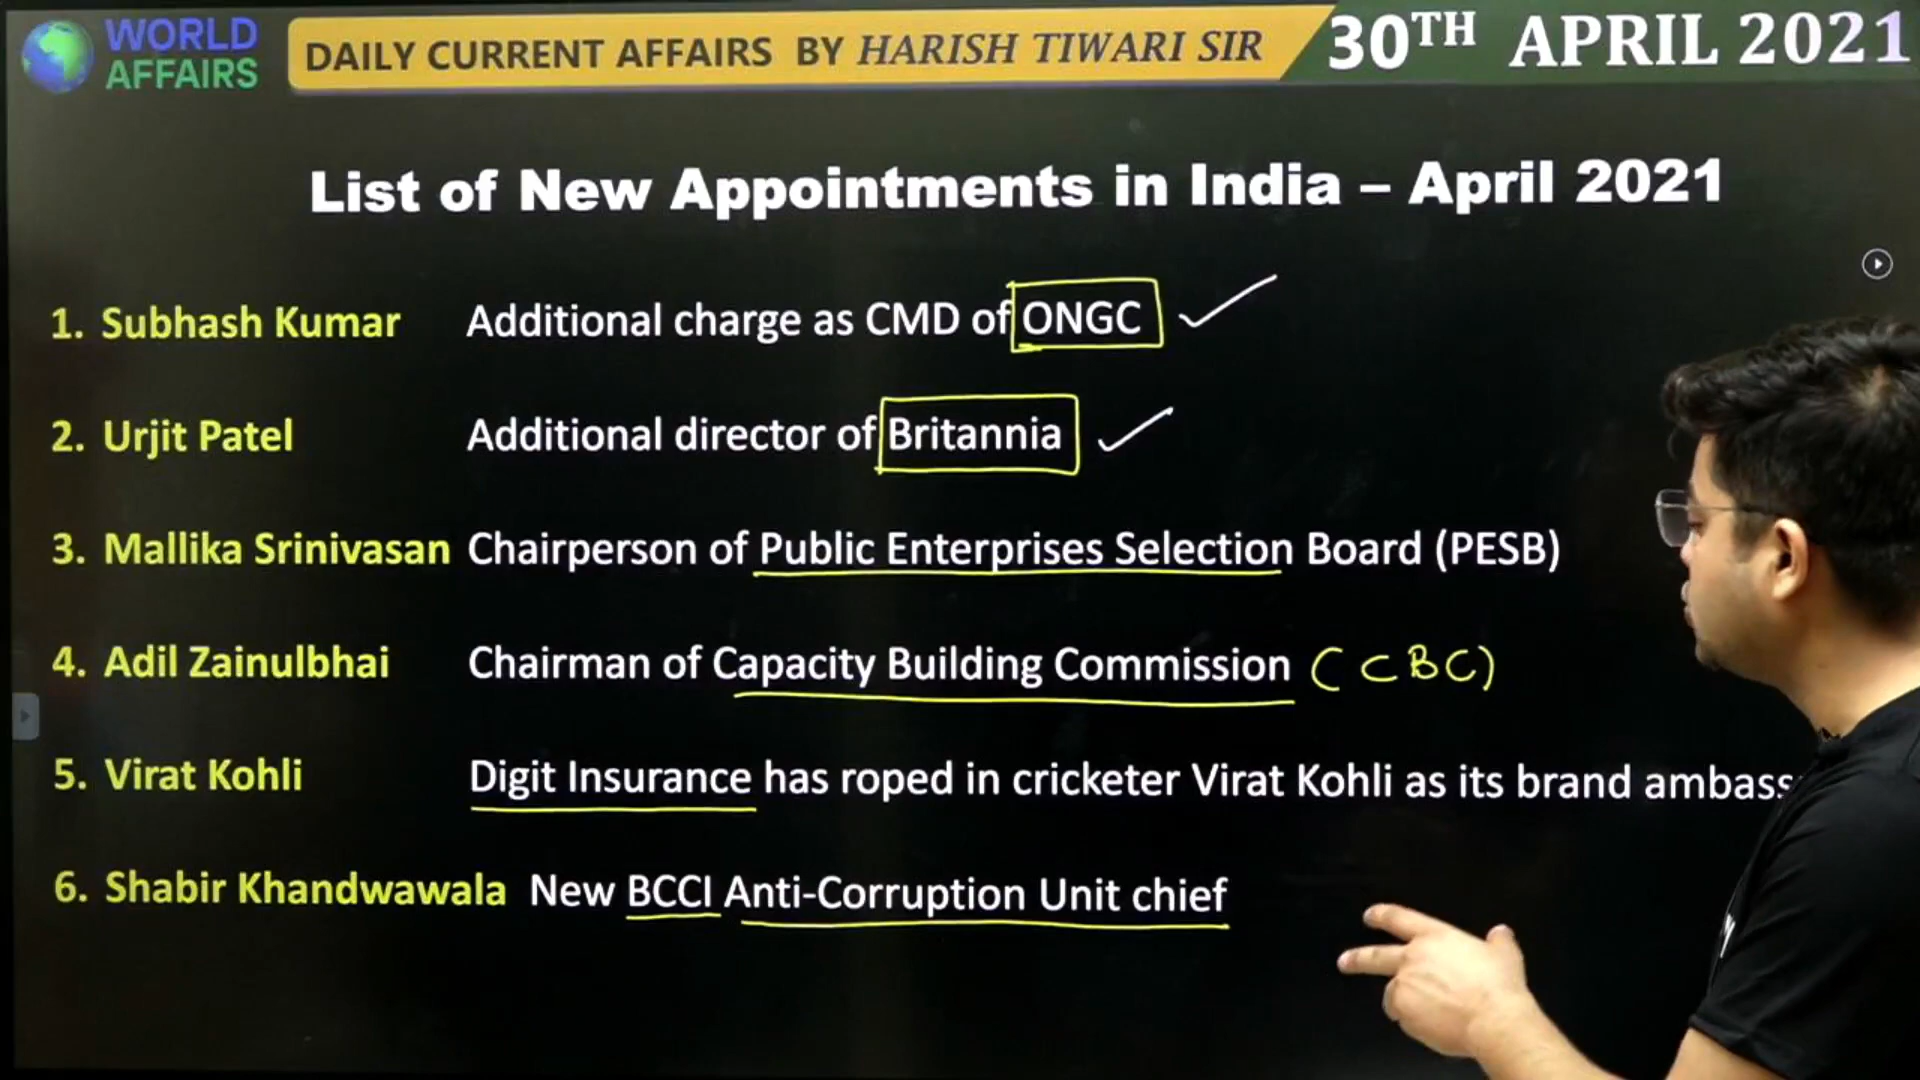 WORLD
AFFAIRS
DAILY CURRENT AFFAIRS BY HARISH TIWARI SIR
30TH APRIL 2021
List of New Appointments in India – April 2021
1. Subhash Kumar Additional charge as CMD of ONGC
2. Urjit Patel Additional director of Britannia
3. Mallika Srinivasan Chairperson of Public Enterprises Selection Board (PESB)
4. Adil Zainulbhai Chairman of Capacity Building Commission (CBC)
5. Virat Kohli Digit Insurance has roped in cricketer Virat Kohli as its brand ambass
6. Shabir Khandwawala New BCCI Anti-Corruption Unit chief